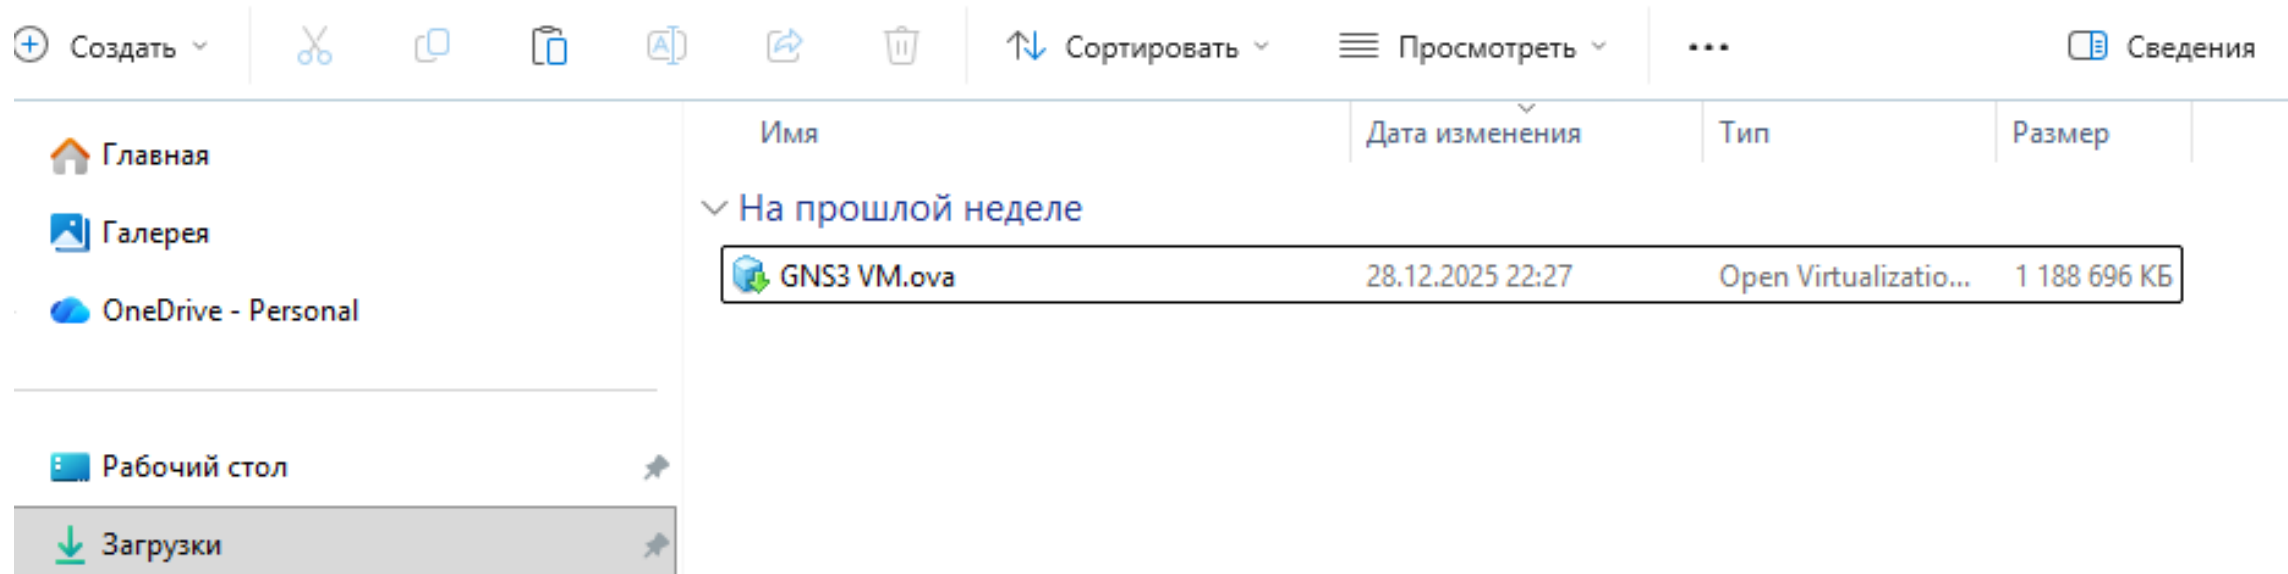 Создать Сортировать Просмотреть ... Сведения
Главная
Галерея
OneDrive - Personal
Рабочий стол
Загрузки
Имя Дата изменения Тип Размер
На прошлой неделе
GNS3 VM.ova 28.12.2025 22:27 Open Virtualizatio... 1 188 696 КБ